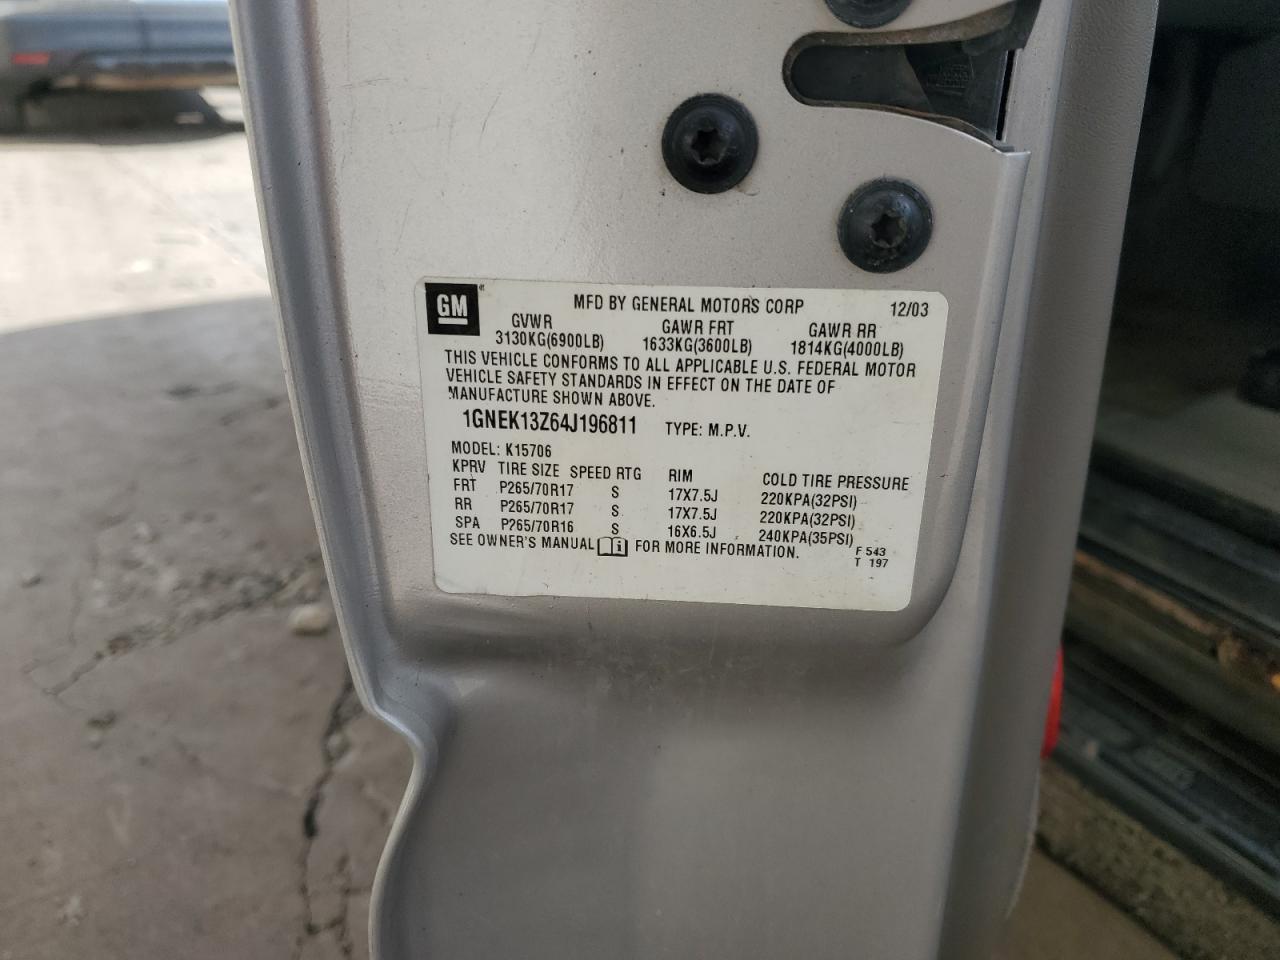 GM MFD BY GENERAL MOTORS CORP 12/03
GVWR GAWR FRT GAWR RR
3130KG(6900LB) 1633KG(3600LB) 1814KG(4000LB)
THIS VEHICLE CONFORMS TO ALL APPLICABLE U.S. FEDERAL MOTOR
VEHICLE SAFETY STANDARDS IN EFFECT ON THE DATE OF
MANUFACTURE SHOWN ABOVE.
1GNEK13Z64J196811 TYPE: M.P.V.
MODEL: K15706
KPRV TIRE SIZE SPEED RTG RIM COLD TIRE PRESSURE
FRT P265/70R17 S 17X7.5J 220KPA(32PSI)
RR P265/70R17 S 17X7.5J 220KPA(32PSI)
SPA P265/70R16 S 16X6.5J 240KPA(35PSI)
SEE OWNER'S MANUAL i FOR MORE INFORMATION. F 543
T 197